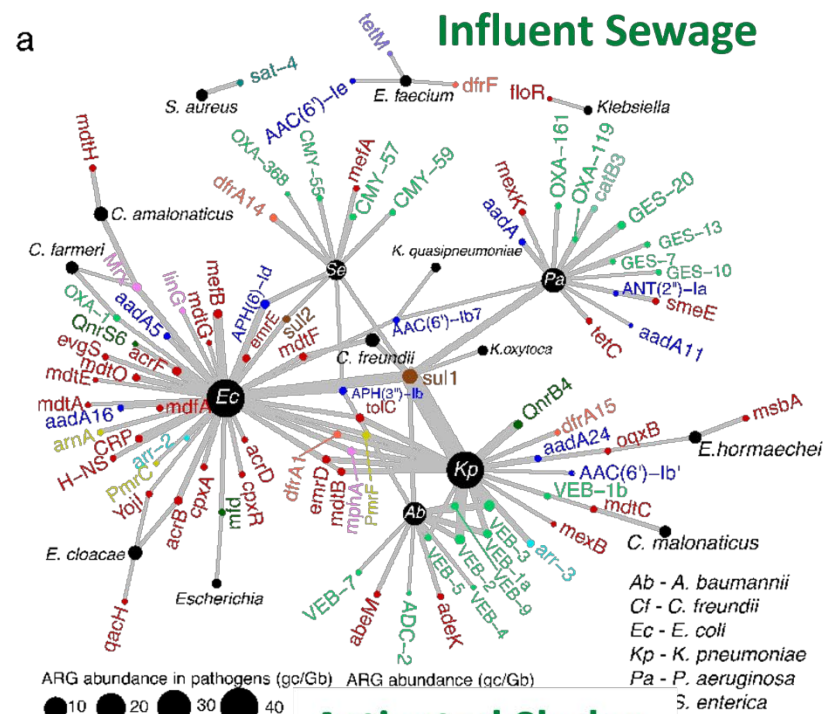 a
Influent Sewage
tetM
sat-4
S. aureus
AAC(6')-Ie
E. faecium
dfrF
floR
Klebsiella
mdtH
C. amalonaticus
C. farmeri
Mrx
OXA-1
aadA5
linG
mdtG
mefB
QnrS6
evgS
acrF
mdtO
mdtE
mdtA
aadA16
mdfA
arnA
CRP
arr-2
H-NS
PmrC
YojI
E. cloacae
qacH
acrB
cpxA
mfd
cpxR
acrD
Escherichia
Ec
dfrA14
OXA-368
CMY-55
mefA
CMY-57
CMY-59
Se
APH(6)-Id
emrE
sul2
mdtF
K. quasipneumoniae
AAC(6')-Ib7
C. freundii
K.oxytoca
sul1
APH(3")-Ib
tolC
dfrA1
emrD
mdtB
mphA
PmrF
mexK
aadA
OXA-161
OXA-119
catB3
GES-20
GES-13
GES-7
GES-10
ANT(2")-Ia
smeE
aadA11
tetC
Pa
QnrB4
dfrA15
aadA24
oqxB
msbA
E.hormaechei
AAC(6')-Ib'
VEB-1b
mdtC
C. malonaticus
mexB
arr-3
Kp
Ab
VEB-3
VEB-1a
VEB-9
VEB-2
VEB-5
VEB-4
VEB-7
abeM
ADC-2
adeK
Ab - A. baumannii
Cf - C. freundii
Ec - E. coli
Kp - K. pneumoniae
Pa - P. aeruginosa
S. enterica
ARG abundance in pathogens (gc/Gb)
ARG abundance (gc/Gb)
10
20
30
40